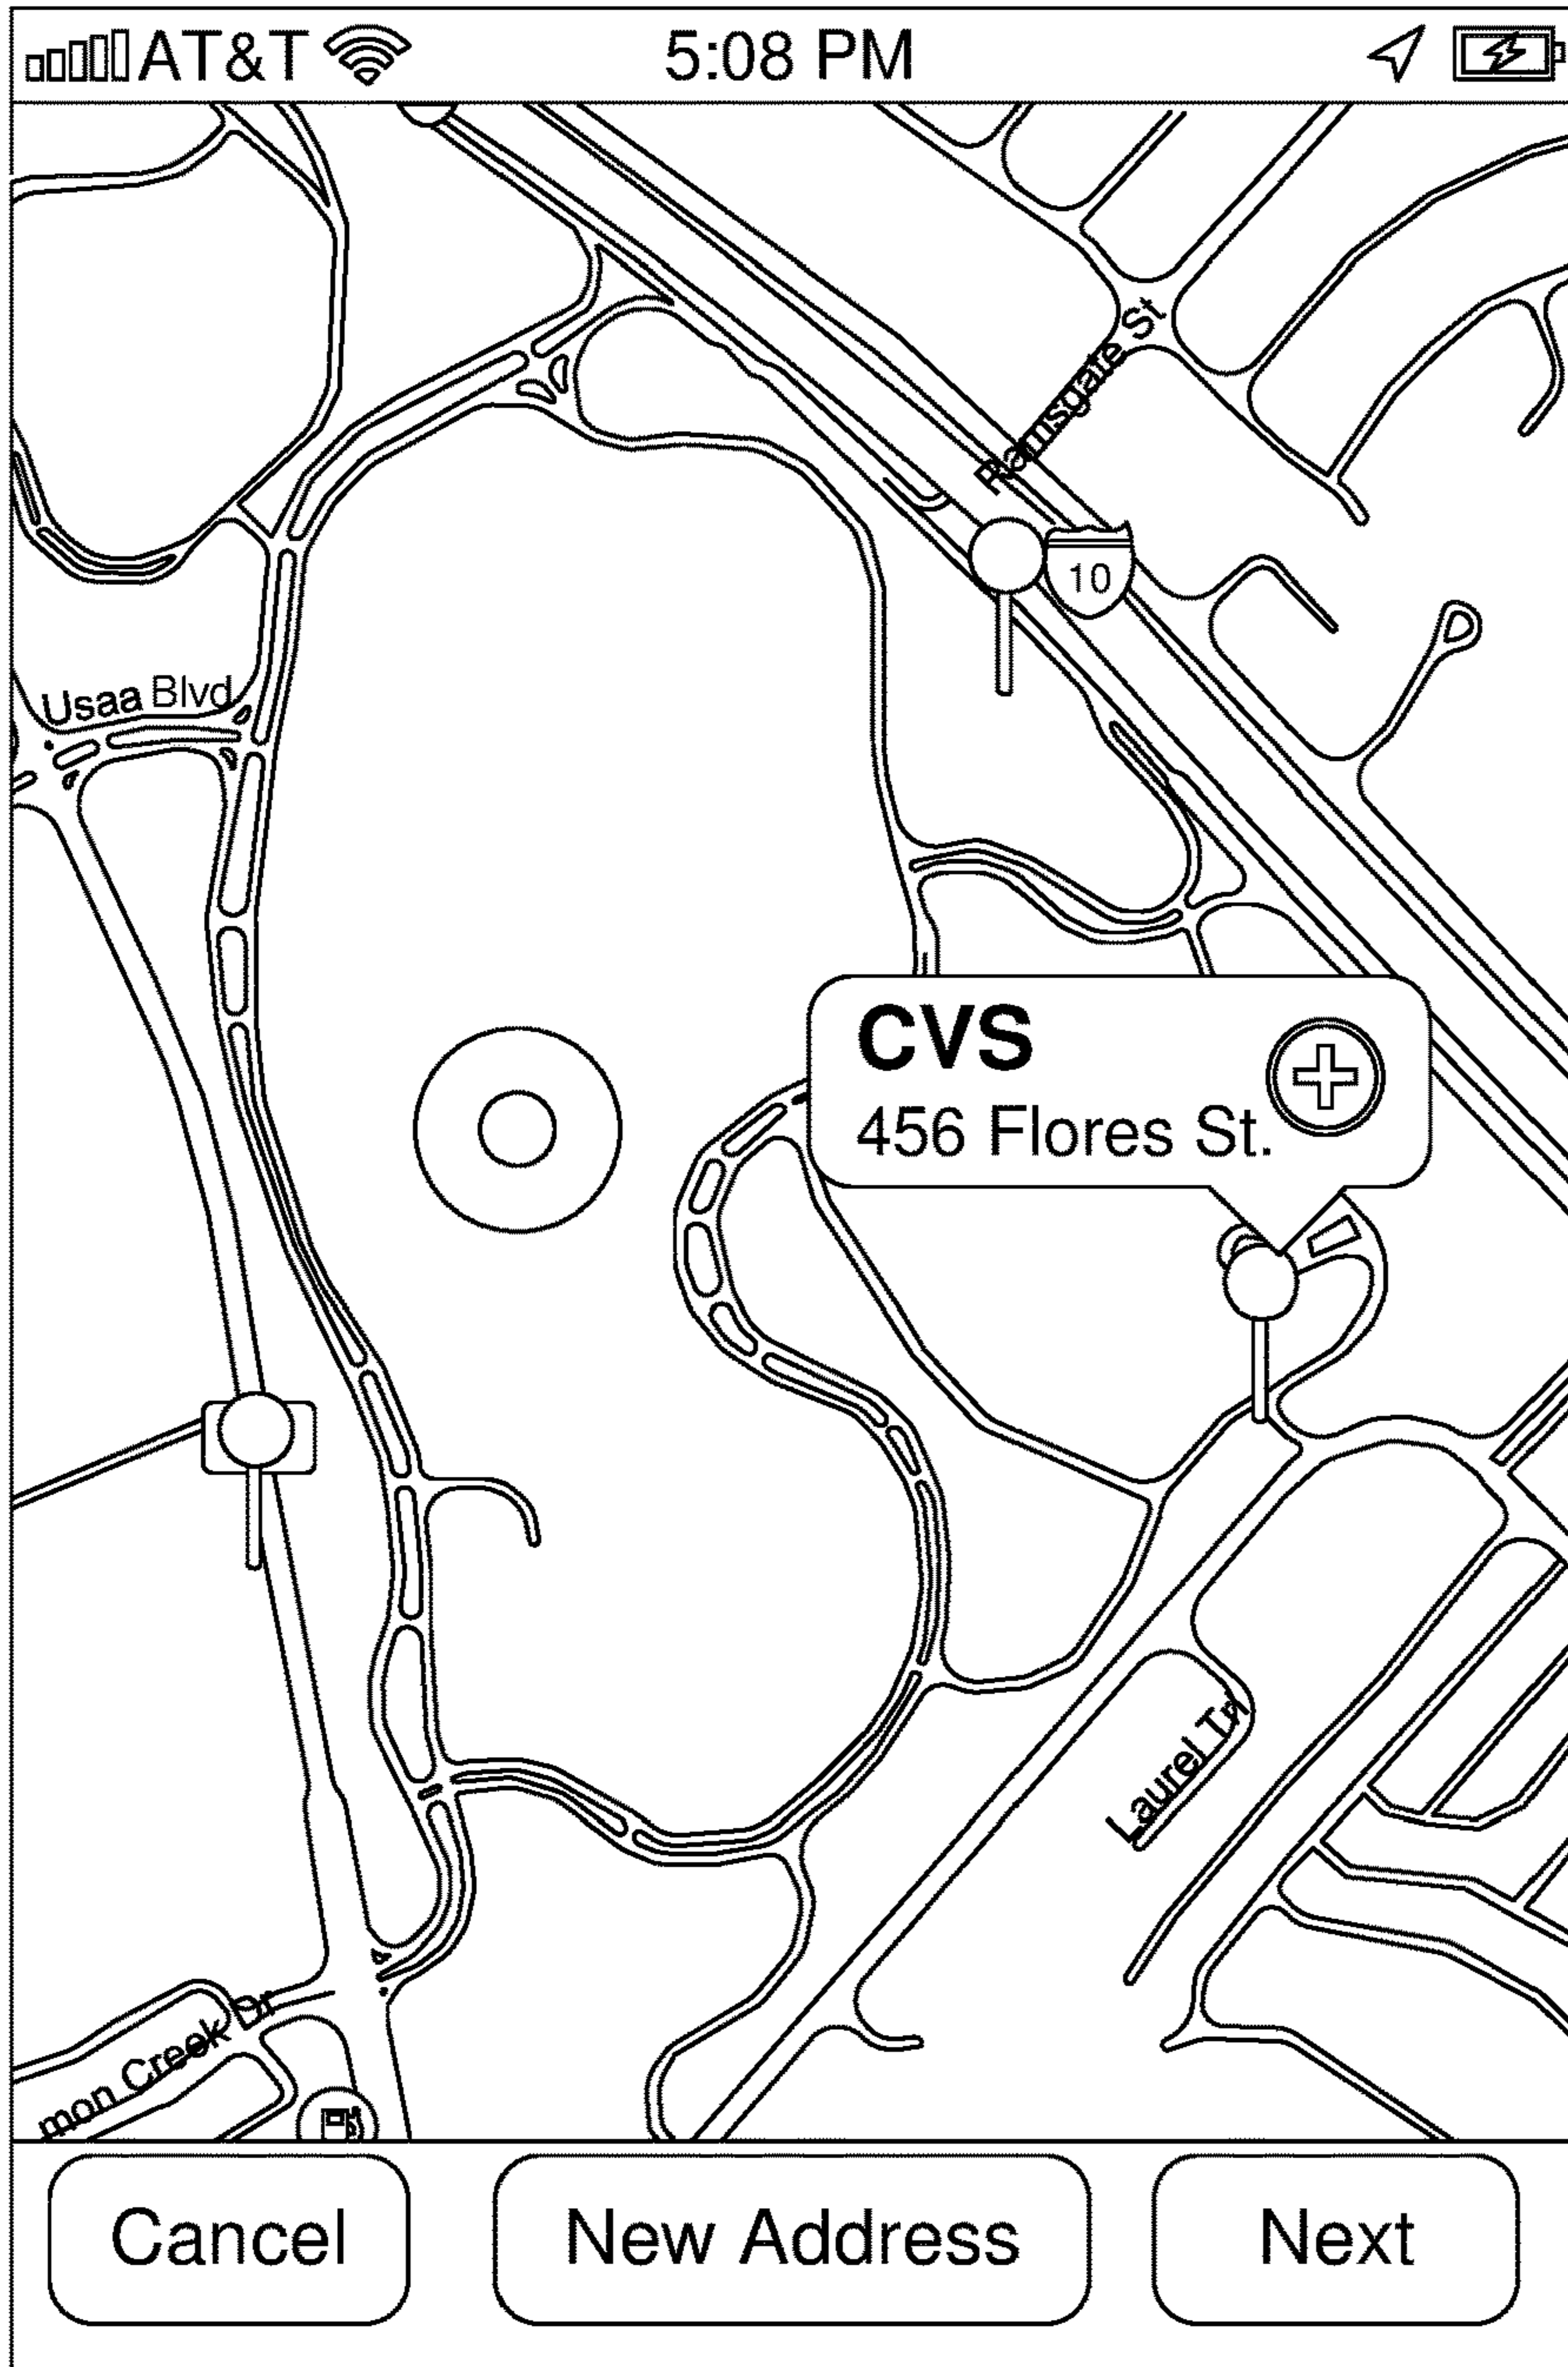 AT&T 5:08 PM
Ramsgate St
10
Usaa Blvd
CVS
456 Flores St.
Laurel Trl
mon Creek Dr
Cancel New Address Next